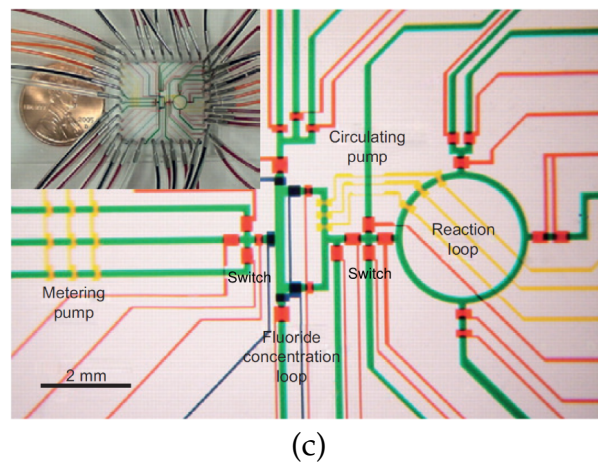 Circulating
pump
Reaction
loop
Switch
Switch
Metering
pump
Fluoride
concentration
loop
2 mm
(c)